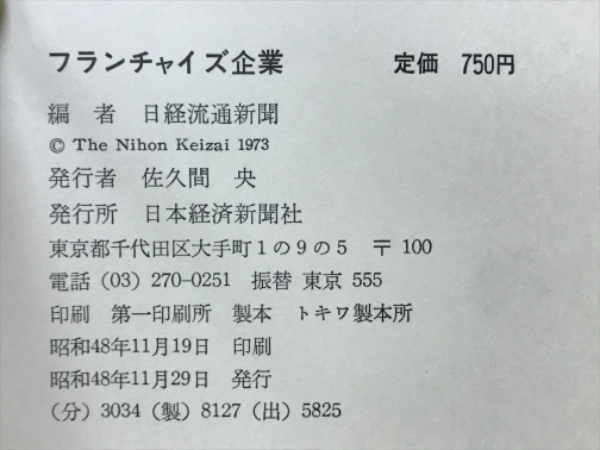 フランチャイズ企業 定価 750円
編 者 日経流通新聞
© The Nihon Keizai 1973
発行者 佐久間 央
発行所 日本経済新聞社
東京都千代田区大手町1の9の5 〒100
電話(03)270-0251 振替 東京 555
印刷 第一印刷所 製本 トキワ製本所
昭和48年11月19日 印刷
昭和48年11月29日 発行
(分)3034(製)8127(出)5825